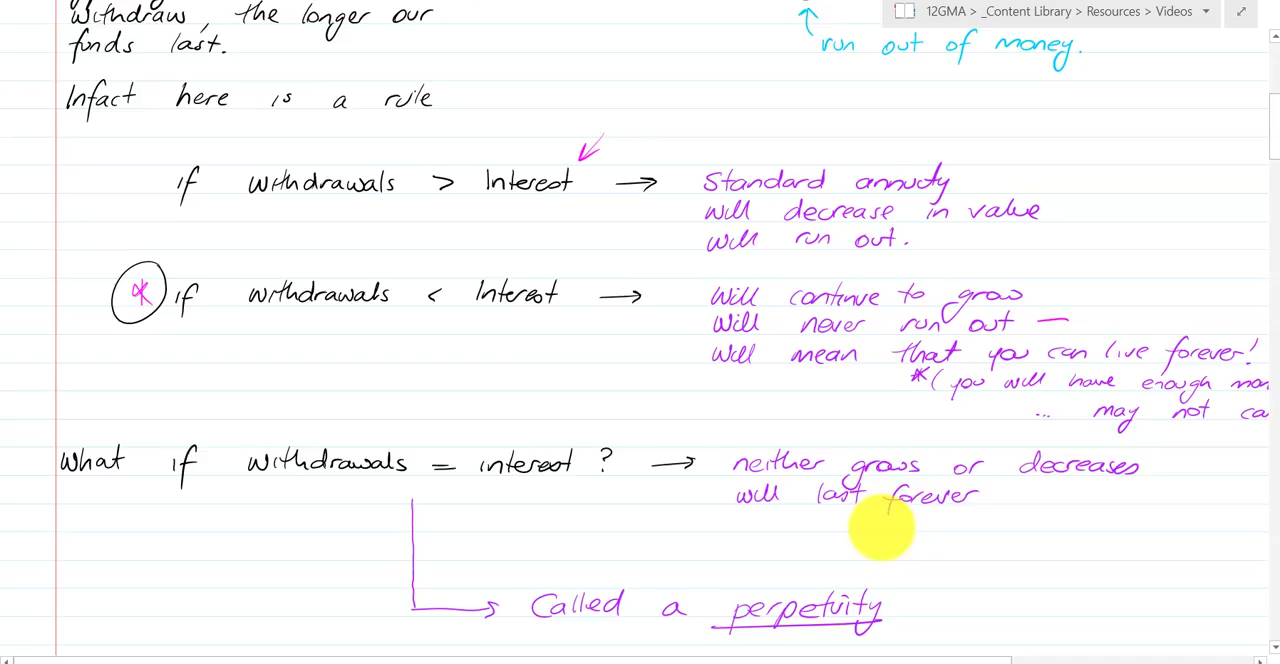 Withdraw, the longer our
funds last.
12GMA > _Content Library > Resources > Videos
run out of money.
Infact here is a rule
if withdrawals > Interest → Standard annuty
will decrease in value
will run out.
* if withdrawals < Interest → Will continue to grow
Will never run out —
Will mean that you can live forever!
*( you will have enough
... may not
What if withdrawals = interest ? → neither grows or decreases
will last forever
Called a perpetuity